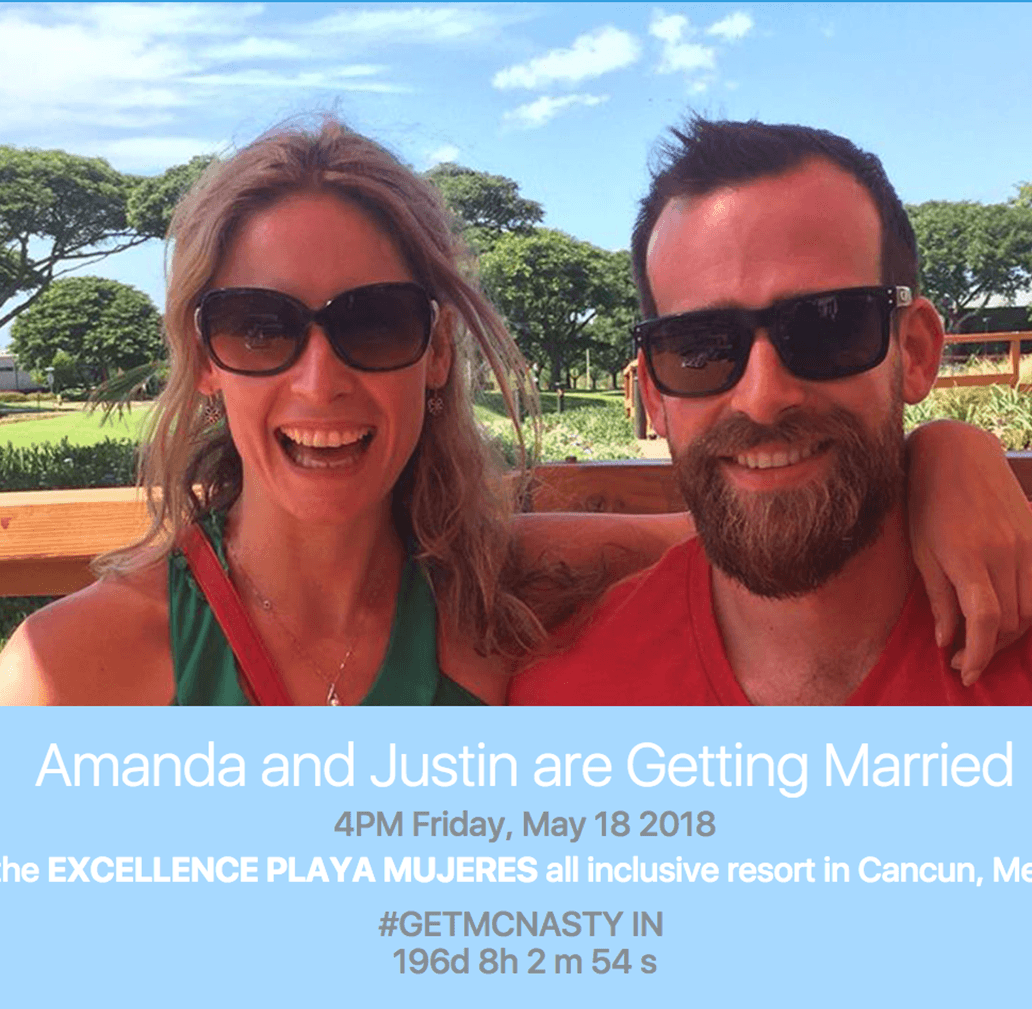 Amanda and Justin are Getting Married
4PM Friday, May 18 2018
the EXCELLENCE PLAYA MUJERES all inclusive resort in Cancun, Me
#GETMCNASTY IN
196d 8h 2 m 54 s